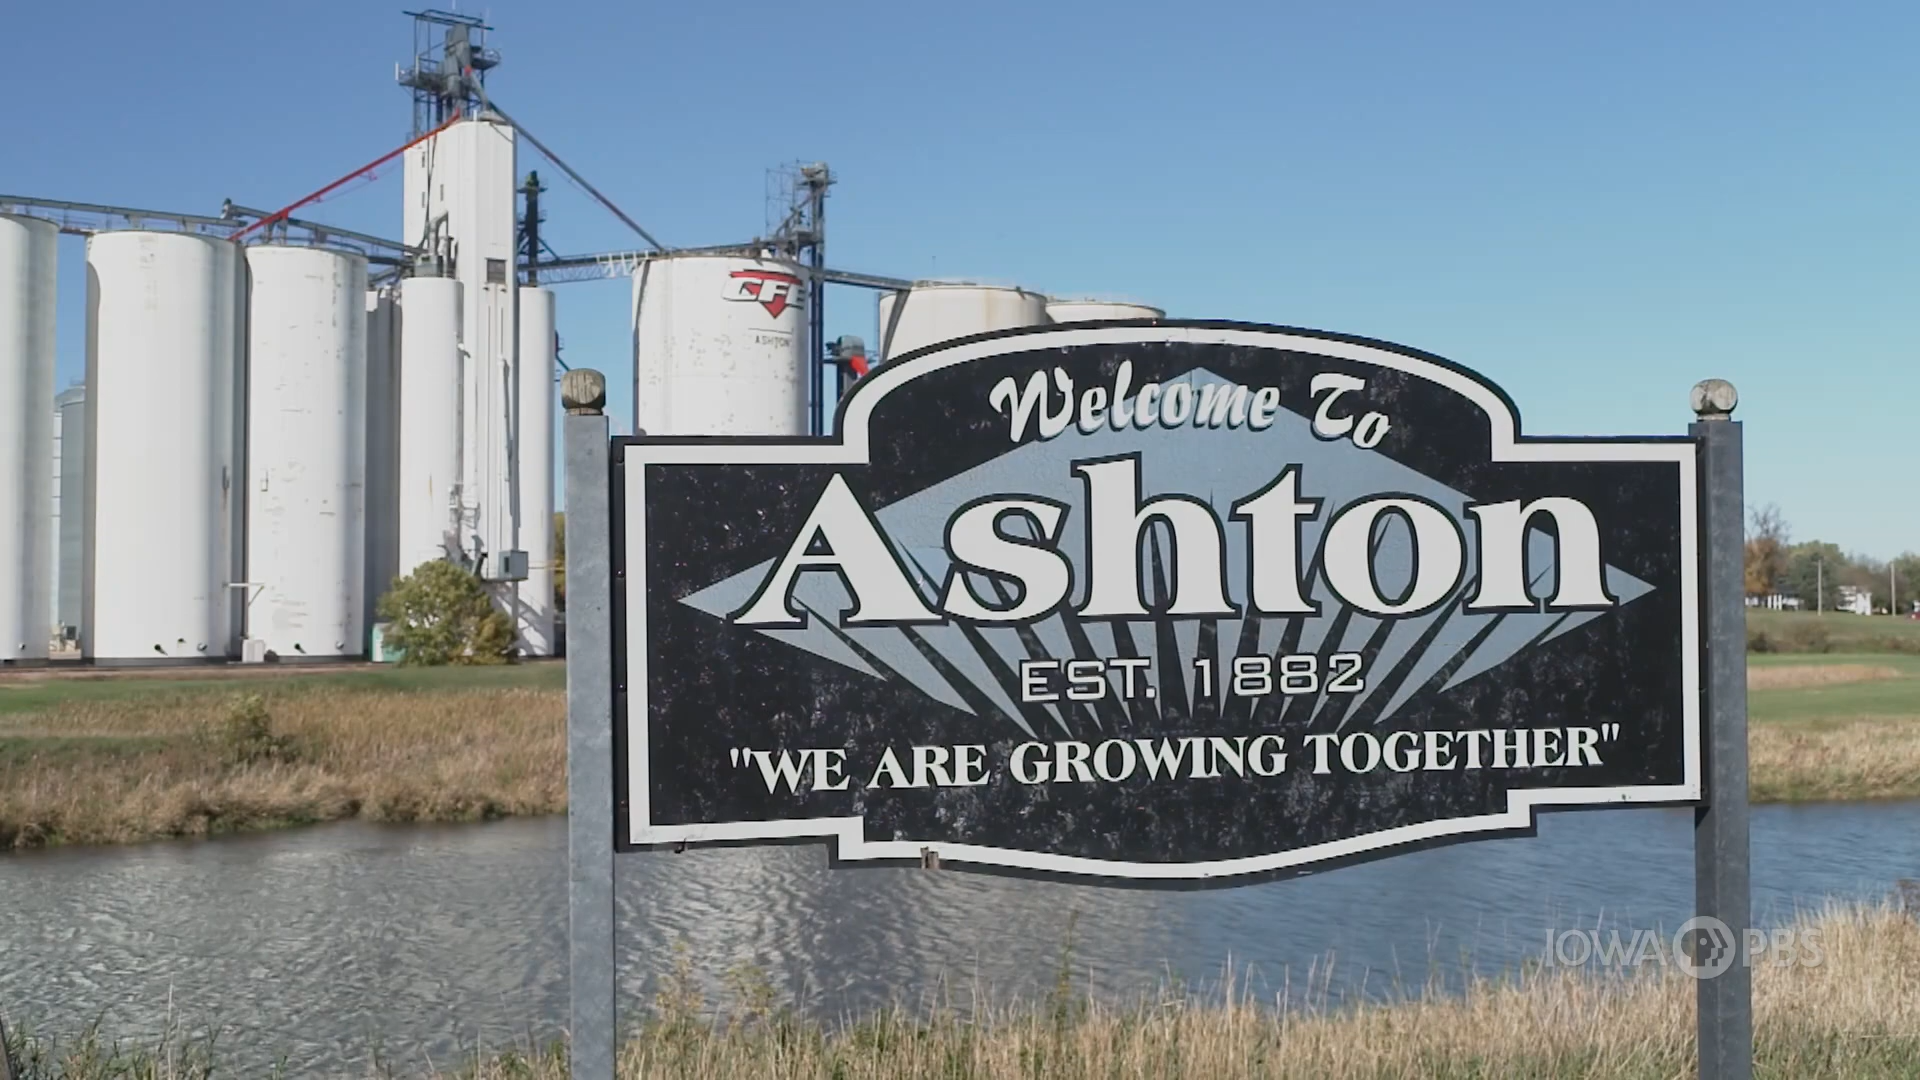 CFE
ASHTON
Welcome To
Ashton
EST. 1882
"WE ARE GROWING TOGETHER"
IOWA PBS